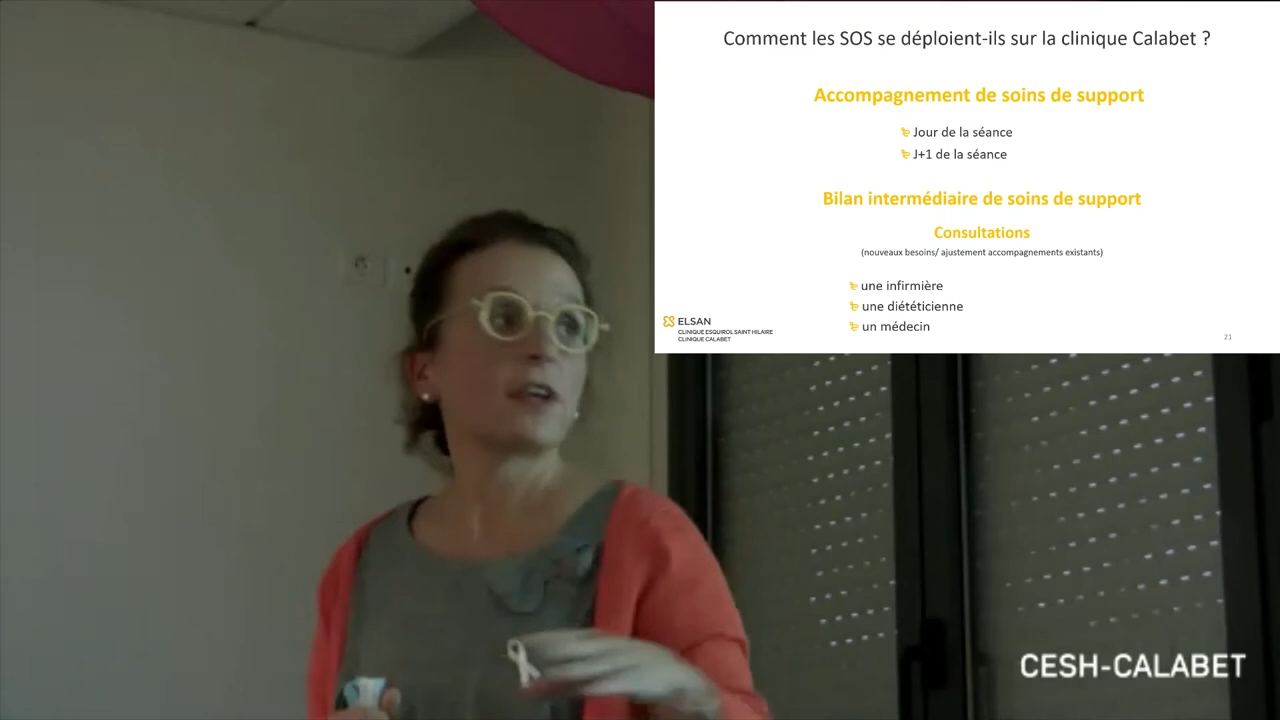 Comment les SOS se déploient-ils sur la clinique Calabet ?
Accompagnement de soins de support
Jour de la séance
J+1 de la séance
Bilan intermédiaire de soins de support
Consultations
(nouveaux besoins/ ajustement accompagnements existants)
une infirmière
une diététicienne
un médecin
ELSAN
CLINIQUE ESQUIROL SAINT HILAIRE
CLINIQUE CALABET
21
CESH-CALABET